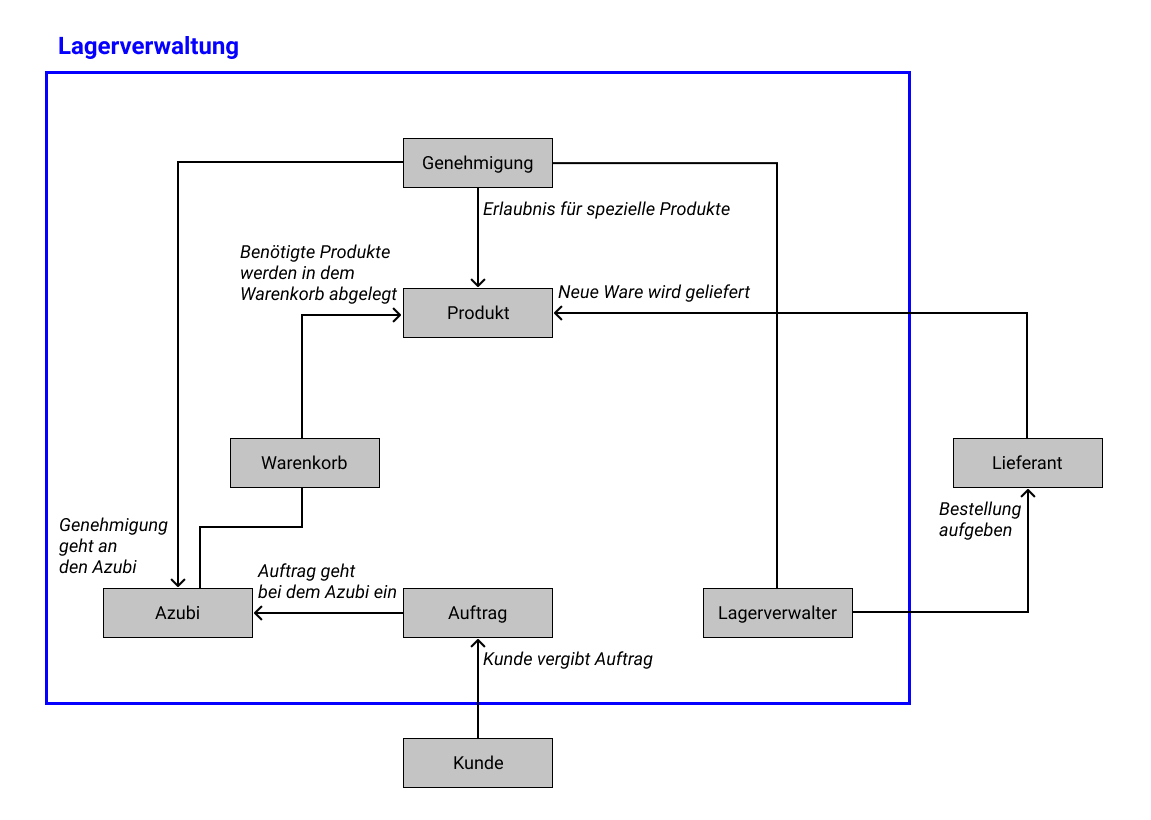 Lagerverwaltung
Genehmigung
Erlaubnis für spezielle Produkte
Benötigte Produkte
werden in dem
Warenkorb abgelegt
Neue Ware wird geliefert
Produkt
Warenkorb
Lieferant
Bestellung
aufgeben
Genehmigung
geht an
den Azubi
Auftrag geht
bei dem Azubi ein
Azubi
Auftrag
Lagerverwalter
Kunde vergibt Auftrag
Kunde